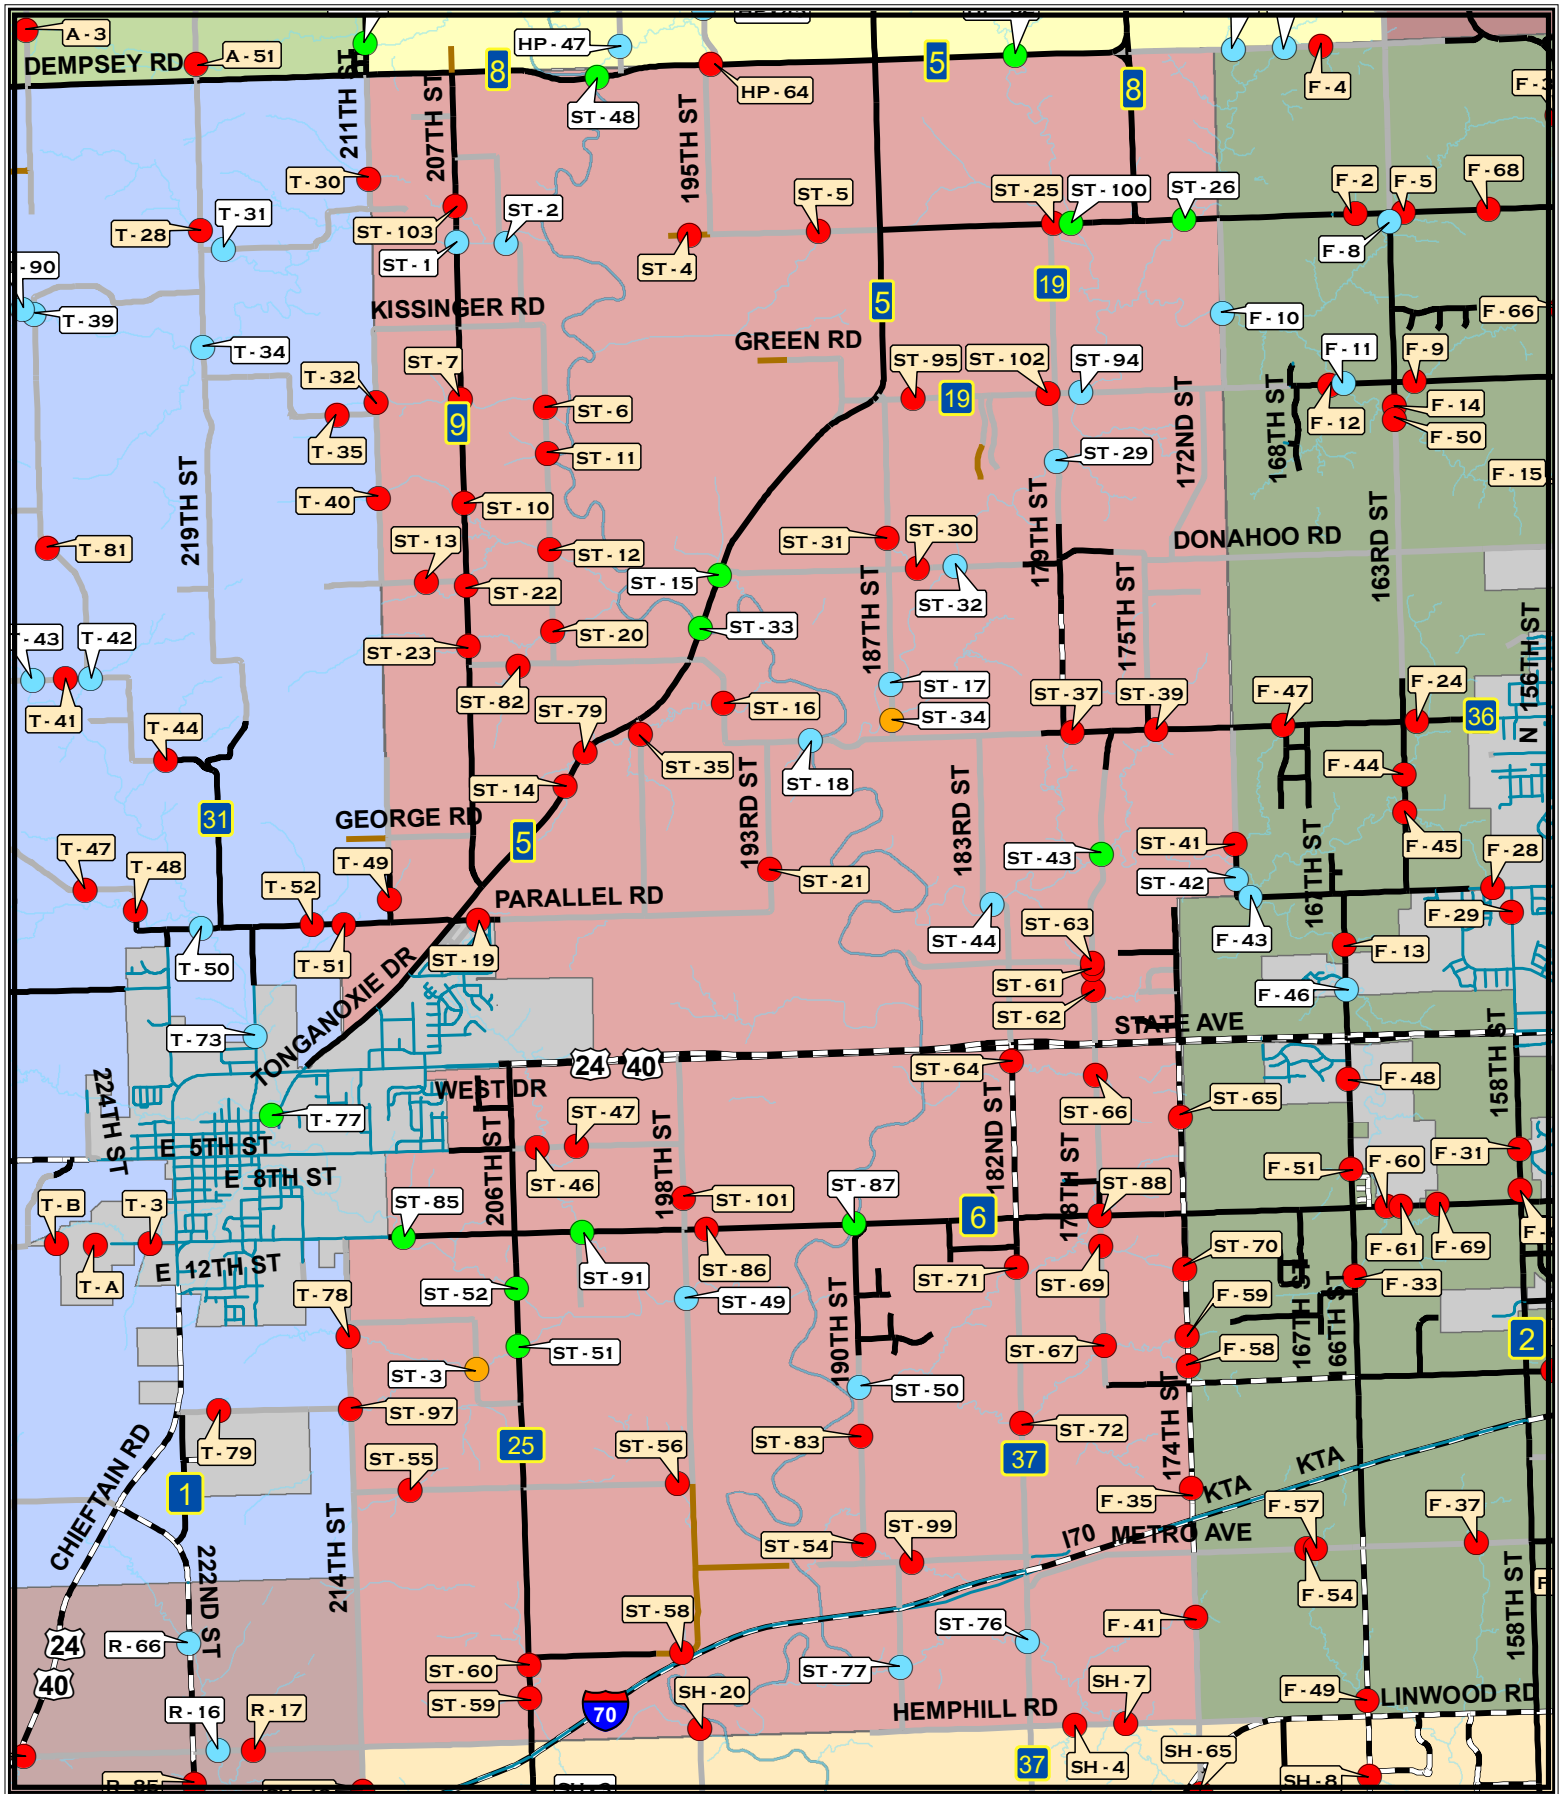 A - 3
HP - 47
DEMPSEY RD
A - 51
211TH ST
8
5
8
HP - 64
F - 4
207TH ST
ST - 48
195TH ST
T - 30
T - 31
ST - 2
ST - 5
ST - 25
ST - 100
ST - 26
F - 2
F - 5
F - 68
T - 28
ST - 103
ST - 1
ST - 4
F - 8
- 90
T - 39
19
5
KISSINGER RD
F - 10
F - 66
GREEN RD
T - 34
ST - 7
ST - 95
ST - 102
ST - 94
F - 11
F - 9
T - 32
19
172ND ST
168TH ST
9
ST - 6
T - 35
F - 12
F - 14
F - 50
ST - 11
ST - 29
F - 15
219TH ST
T - 40
ST - 10
179TH ST
163RD ST
ST - 13
ST - 12
ST - 31
ST - 30
DONAHOO RD
T - 81
ST - 15
ST - 22
ST - 32
187TH ST
175TH ST
- 43
T - 42
ST - 20
ST - 33
ST - 23
156TH ST
N
T - 41
ST - 82
ST - 17
ST - 37
ST - 39
F - 47
F - 24
T - 44
ST - 79
ST - 16
ST - 34
36
ST - 35
ST - 18
F - 44
ST - 14
193RD ST
183RD ST
31
GEORGE RD
5
T - 47
T - 48
T - 49
ST - 43
ST - 41
167TH ST
F - 45
F - 28
T - 52
PARALLEL RD
ST - 21
ST - 42
ST - 44
ST - 63
F - 43
F - 29
F - 13
T - 50
T - 51
ST - 19
ST - 61
ST - 62
F - 46
TONGANOXIE DR
T - 73
STATE AVE
158TH ST
24
40
ST - 64
WEST DR
224TH ST
T - 77
ST - 47
ST - 66
ST - 65
F - 48
182ND ST
E 5TH ST
206TH ST
198TH ST
178TH ST
E 8TH ST
ST - 46
ST - 101
ST - 87
ST - 88
F - 51
F - 60
F - 31
T - B
T - 3
ST - 85
6
T - A
E 12TH ST
ST - 91
ST - 86
ST - 71
ST - 69
ST - 70
F - 61
F - 69
T - 78
ST - 52
ST - 49
190TH ST
167TH ST
F - 33
F - 59
ST - 51
ST - 67
F - 58
2
ST - 3
ST - 50
174TH ST
ST - 97
T - 79
ST - 83
ST - 72
CHIEFTAIN RD
25
ST - 56
37
ST - 55
KTA
KTA
1
F - 35
F - 57
F - 37
214TH ST
ST - 54
ST - 99
I70
METRO AVE
222ND ST
F - 54
158TH ST
ST - 58
ST - 76
F - 41
24
40
R - 66
ST - 60
ST - 77
ST - 59
SH - 20
SH - 7
F - 49
LINWOOD RD
70
HEMPHILL RD
R - 16
R - 17
37
SH - 4
SH - 65
SH - 8
R - 85